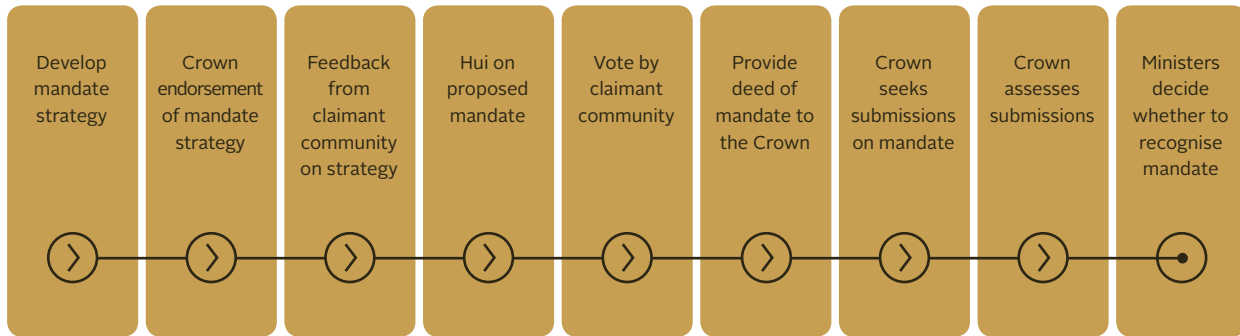 Develop
mandate
strategy
Crown
endorsement
of mandate
strategy
Feedback
from
claimant
community
on strategy
Hui on
proposed
mandate
Vote by
claimant
community
Provide
deed of
mandate to
the Crown
Crown
seeks
submissions
on mandate
Crown
assesses
submissions
Ministers
decide
whether to
recognise
mandate